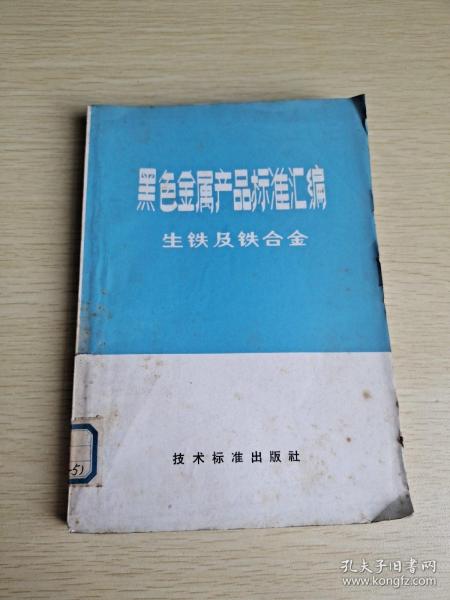 黑色金属产品标准汇编
生铁及铁合金
技术标准出版社
5)
孔夫子旧书网
www.kongfz.com